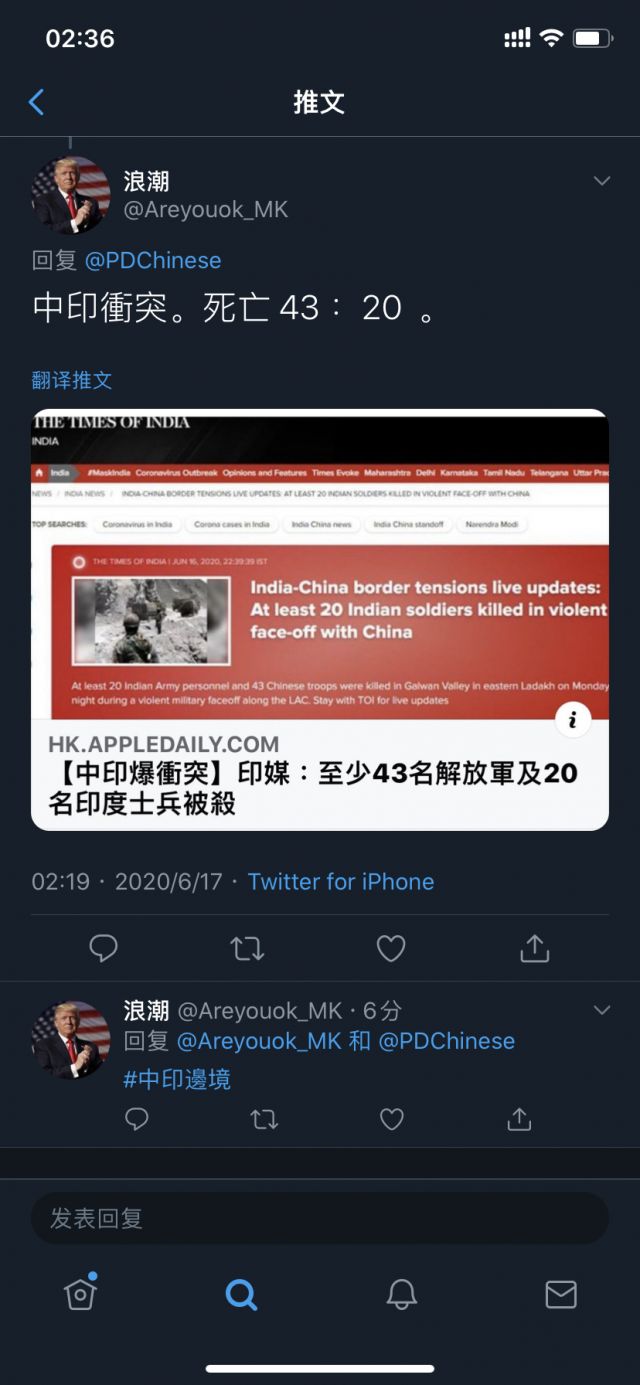 02:36
推文
浪潮
@Areyouok_MK
回复 @PDChinese
中印衝突。死亡 43： 20 。
翻译推文
THE TIMES OF INDIA
INDIA
India #MaskIndia Coronavirus Outbreak Opinions and Features Times Evoke Maharashtra Delhi Karnataka Tamil Nadu Telangana Uttar Prac
NEWS / INDIA NEWS / INDIA-CHINA BORDER TENSIONS LIVE UPDATES: AT LEAST 20 INDIAN SOLDIERS KILLED IN VIOLENT FACE-OFF WITH CHINA
TOP SEARCHES: Coronavirus in India Corona cases in India India China news India China standoff Narendra Modi
THE TIMES OF INDIA | JUN 16, 2020, 22:39:39 IST
India-China border tensions live updates:
At least 20 Indian soldiers killed in violent
face-off with China
At least 20 Indian Army personnel and 43 Chinese troops were killed in Galwan Valley in eastern Ladakh on Monday
night during a violent military faceoff along the LAC. Stay with TOI for live updates
HK.APPLEDAILY.COM
【中印爆衝突】印媒：至少43名解放軍及20
名印度士兵被殺
02:19 · 2020/6/17 · Twitter for iPhone
浪潮 @Areyouok_MK · 6分
回复 @Areyouok_MK 和 @PDChinese
#中印邊境
发表回复